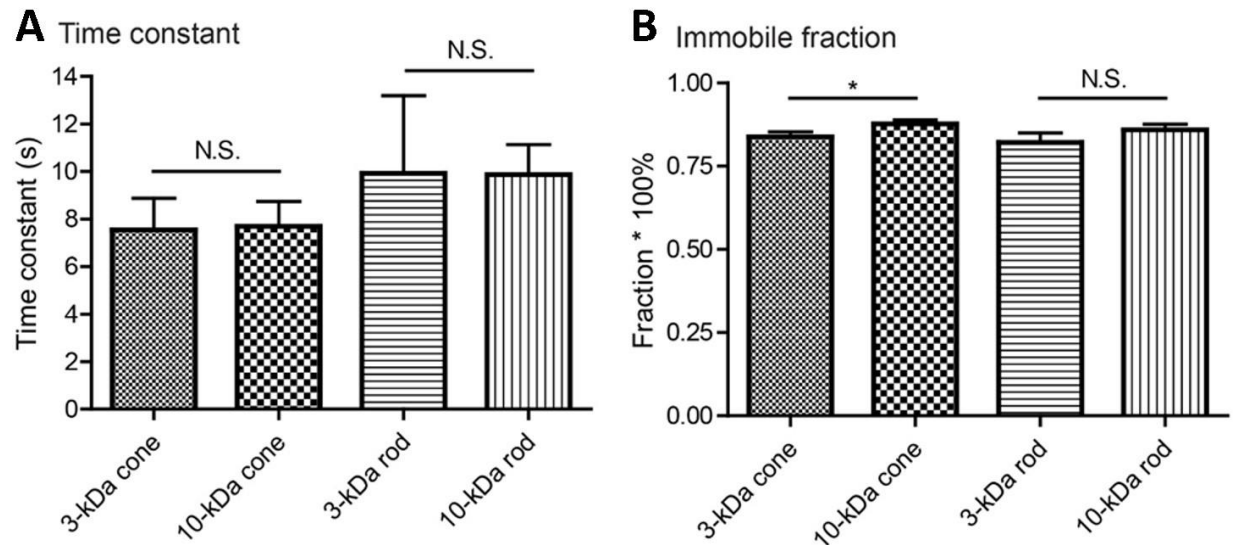 A Time constant
N.S.
N.S.
14
12
10
8
6
4
2
0
Time constant (s)
3-kDa cone
10-kDa cone
3-kDa rod
10-kDa rod
B Immobile fraction
*
N.S.
1.00
0.75
0.50
0.25
0.00
Fraction * 100%
3-kDa cone
10-kDa cone
3-kDa rod
10-kDa rod